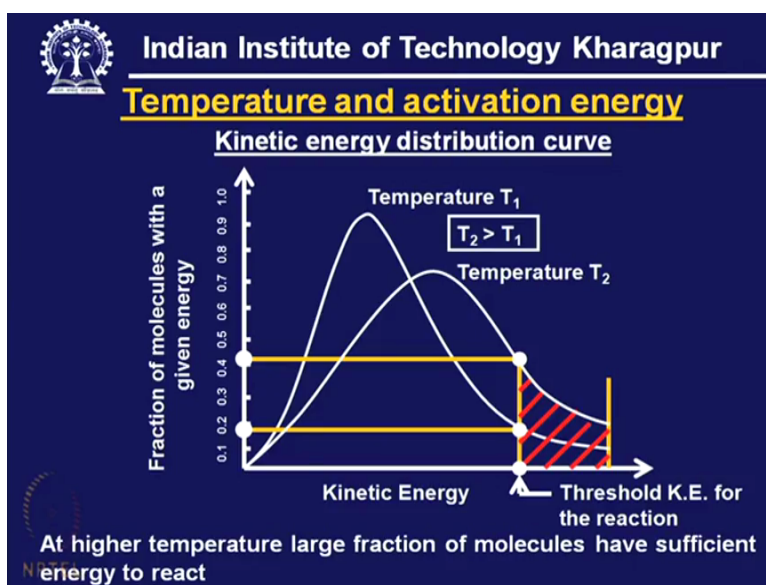 Indian Institute of Technology Kharagpur
Temperature and activation energy
Kinetic energy distribution curve
Fraction of molecules with a
given energy
1.0
0.9
0.8
0.7
0.6
0.5
0.4
0.3
0.2
0.1
Temperature T₁
T₂ > T₁
Temperature T₂
Kinetic Energy
Threshold K.E. for
the reaction
At higher temperature large fraction of molecules have sufficient
energy to react
NPTEL